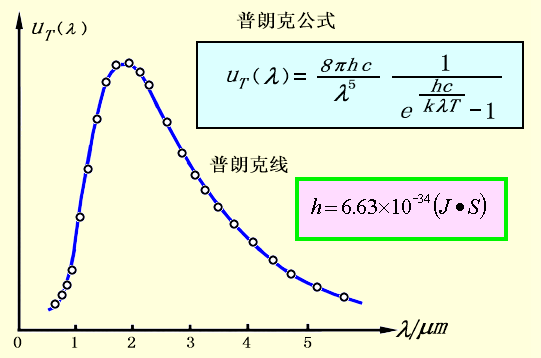 普朗克公式
u_T(λ)
u_T(λ) = 8πhc / λ^5 · 1 / (e^(hc/kλT) - 1)
普朗克线
h = 6.63×10^-34 (J•S)
0 1 2 3 4 5 λ/μm